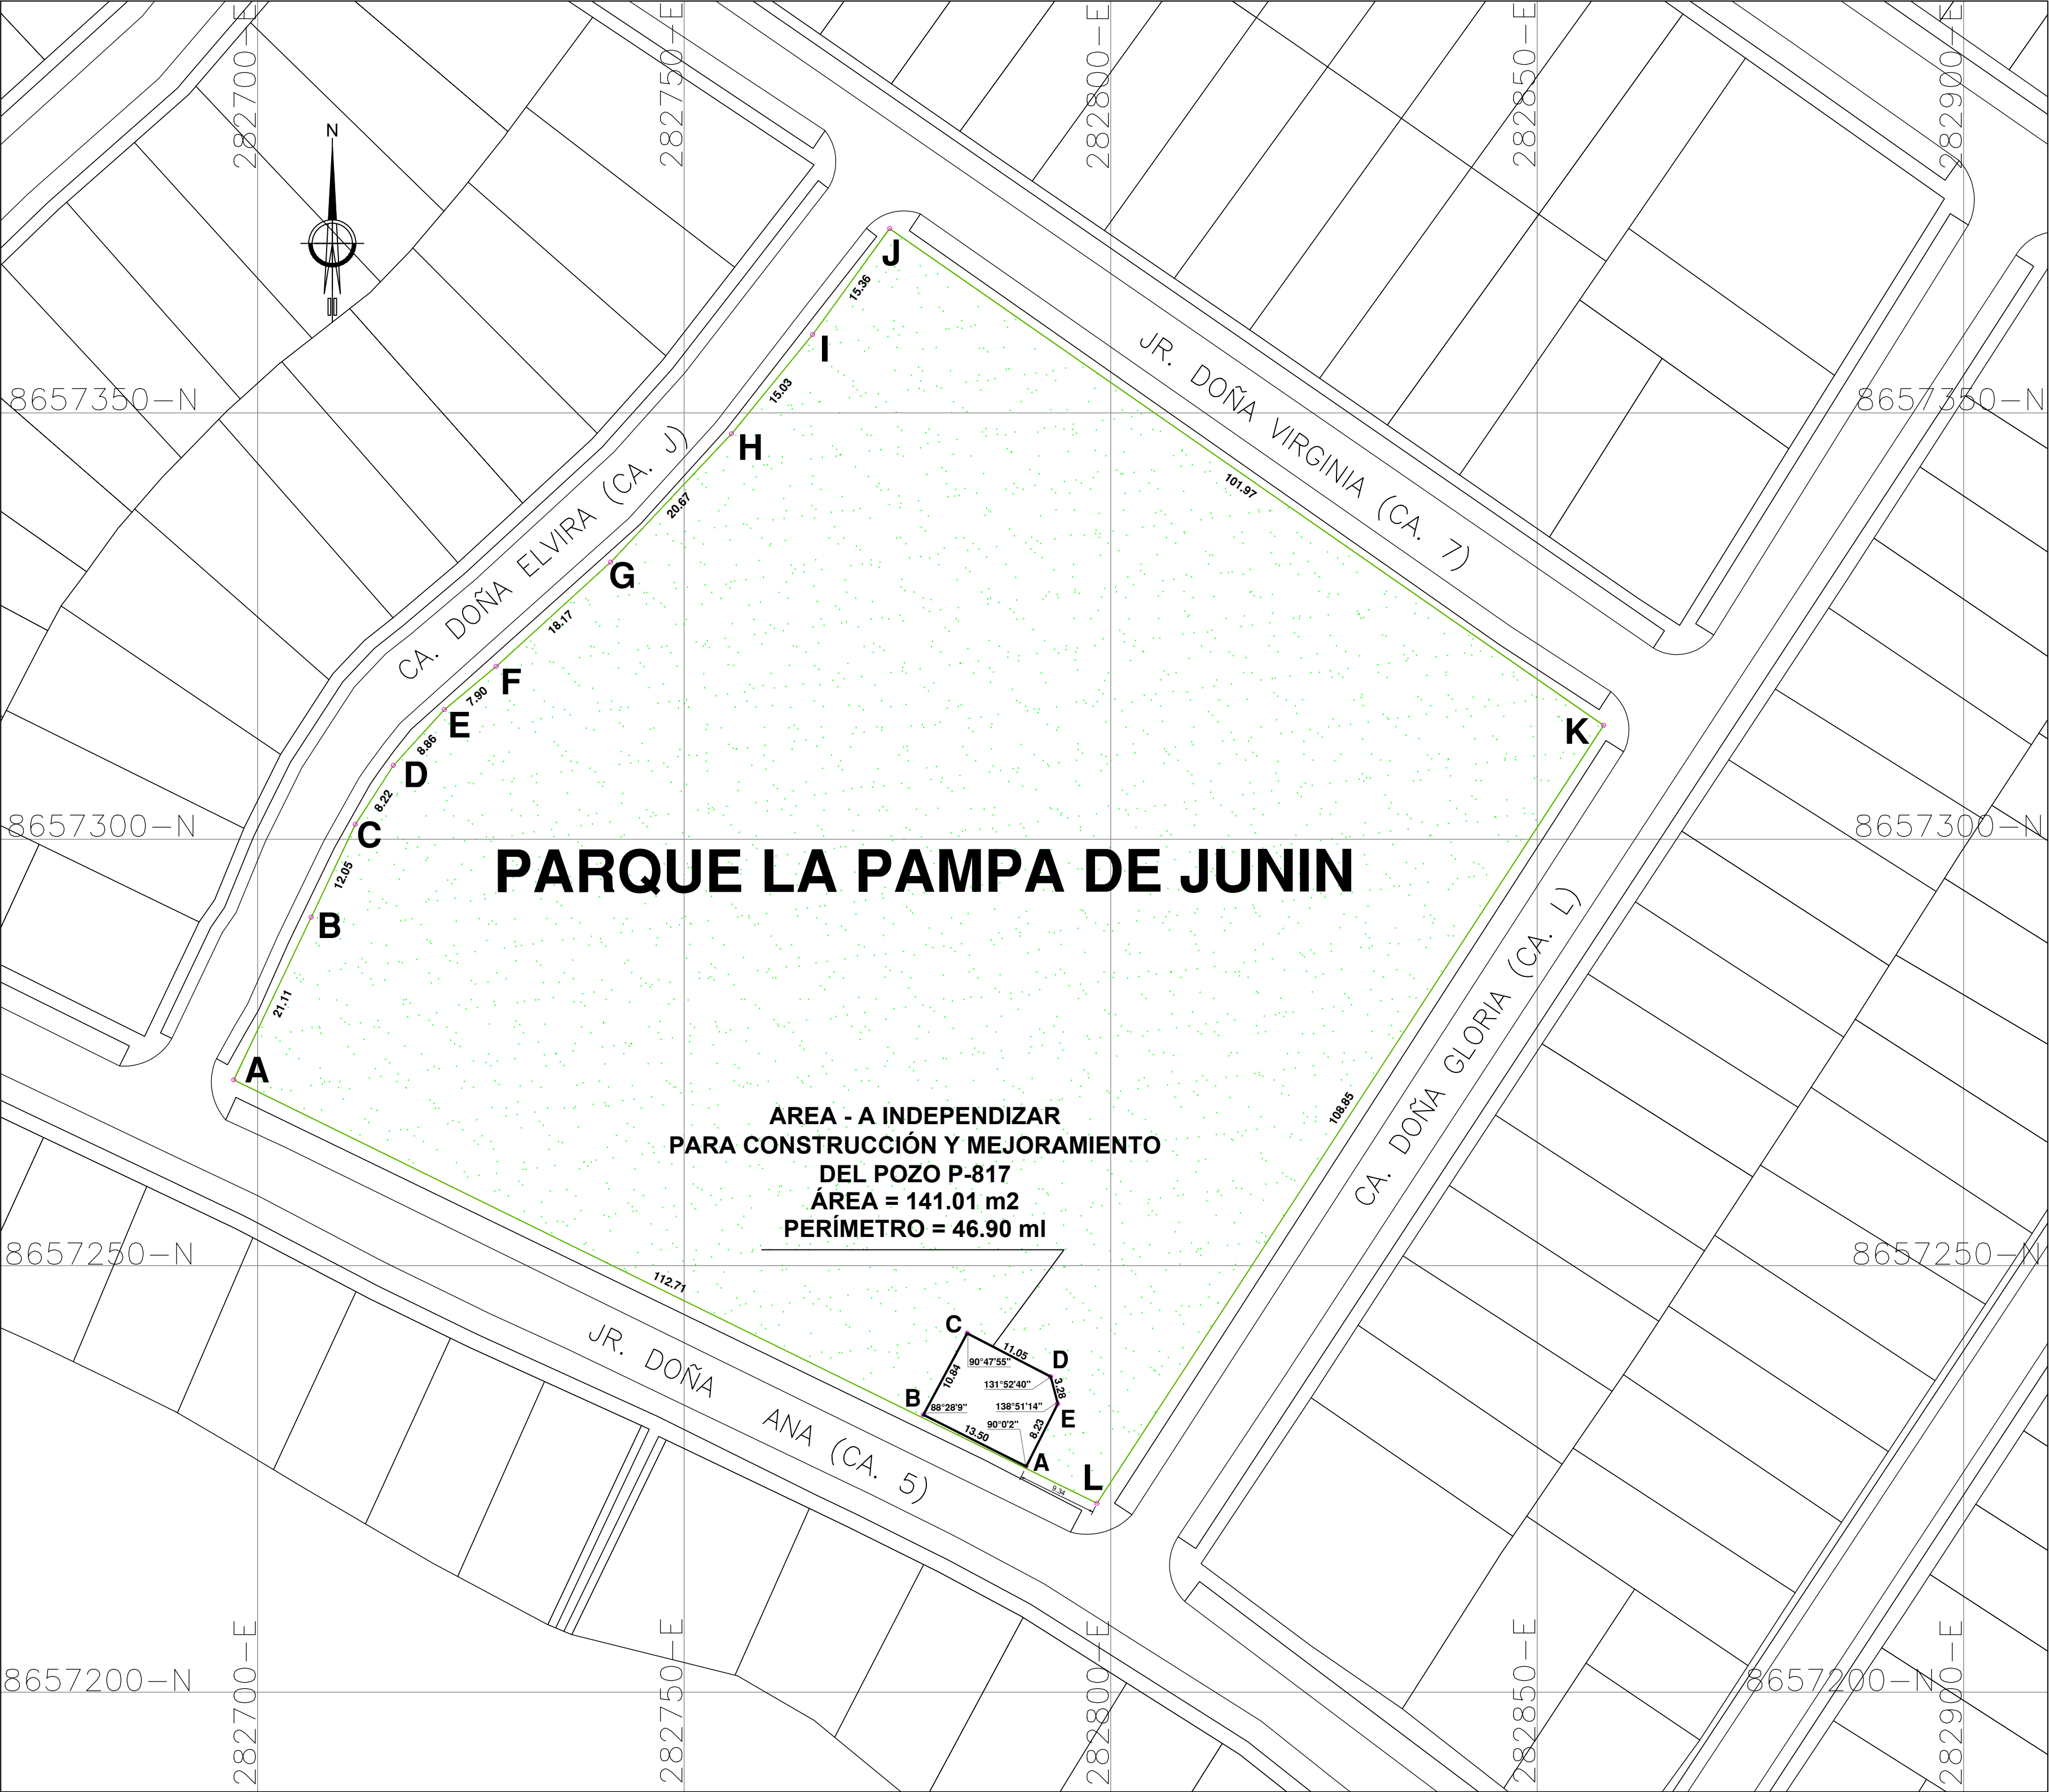 282700-E
282750-E
282800-E
282850-E
282900-E
N
J
15.36
I
15.03
H
JR. DOÑA VIRGINIA (CA. 7)
8657350-N
8657350-N
CA. DOÑA ELVIRA (CA. J)
20.67
101.97
G
18.17
F
7.90
E
8.86
D
8.22
C
K
8657300-N
8657300-N
PARQUE LA PAMPA DE JUNIN
12.05
B
21.11
A
CA. DOÑA GLORIA (CA. L)
108.85
AREA - A INDEPENDIZAR
PARA CONSTRUCCIÓN Y MEJORAMIENTO
DEL POZO P-817
ÁREA = 141.01 m2
PERÍMETRO = 46.90 ml
8657250-N
8657250-N
112.71
JR. DOÑA ANA (CA. 5)
C
11.05
D
90°47'55"
10.84
131°52'40"
3.28
B
88°28'9"
138°51'14"
E
90°0'2"
8.23
13.50
A
L
9.34
8657200-N
8657200-N
282700-E
282750-E
282800-E
282850-E
282900-E